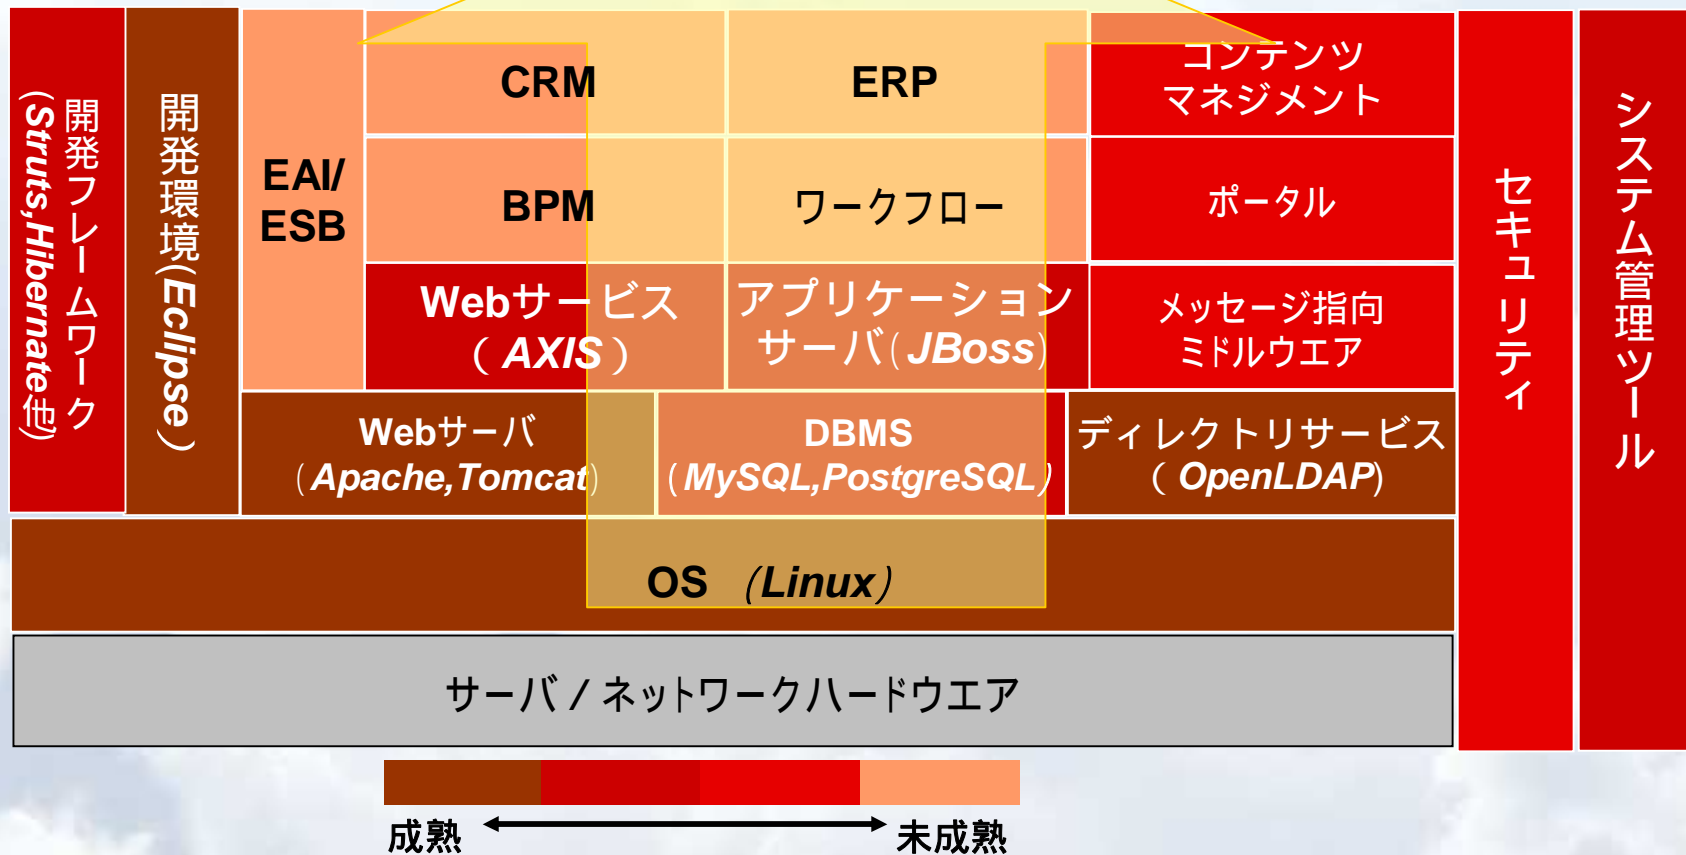 開発フレームワーク
(Struts,Hibernate他)
開発環境(Eclipse)
EAI/
ESB
CRM
ERP
コンテンツ
マネジメント
BPM
ワークフロー
ポータル
Webサービス
(AXIS)
アプリケーション
サーバ(JBoss)
メッセージ指向
ミドルウエア
Webサーバ
(Apache,Tomcat)
DBMS
(MySQL,PostgreSQL)
ディレクトリサービス
(OpenLDAP)
セキュリティ
システム管理ツール
OS (Linux)
サーバ/ネットワークハードウエア
成熟
未成熟